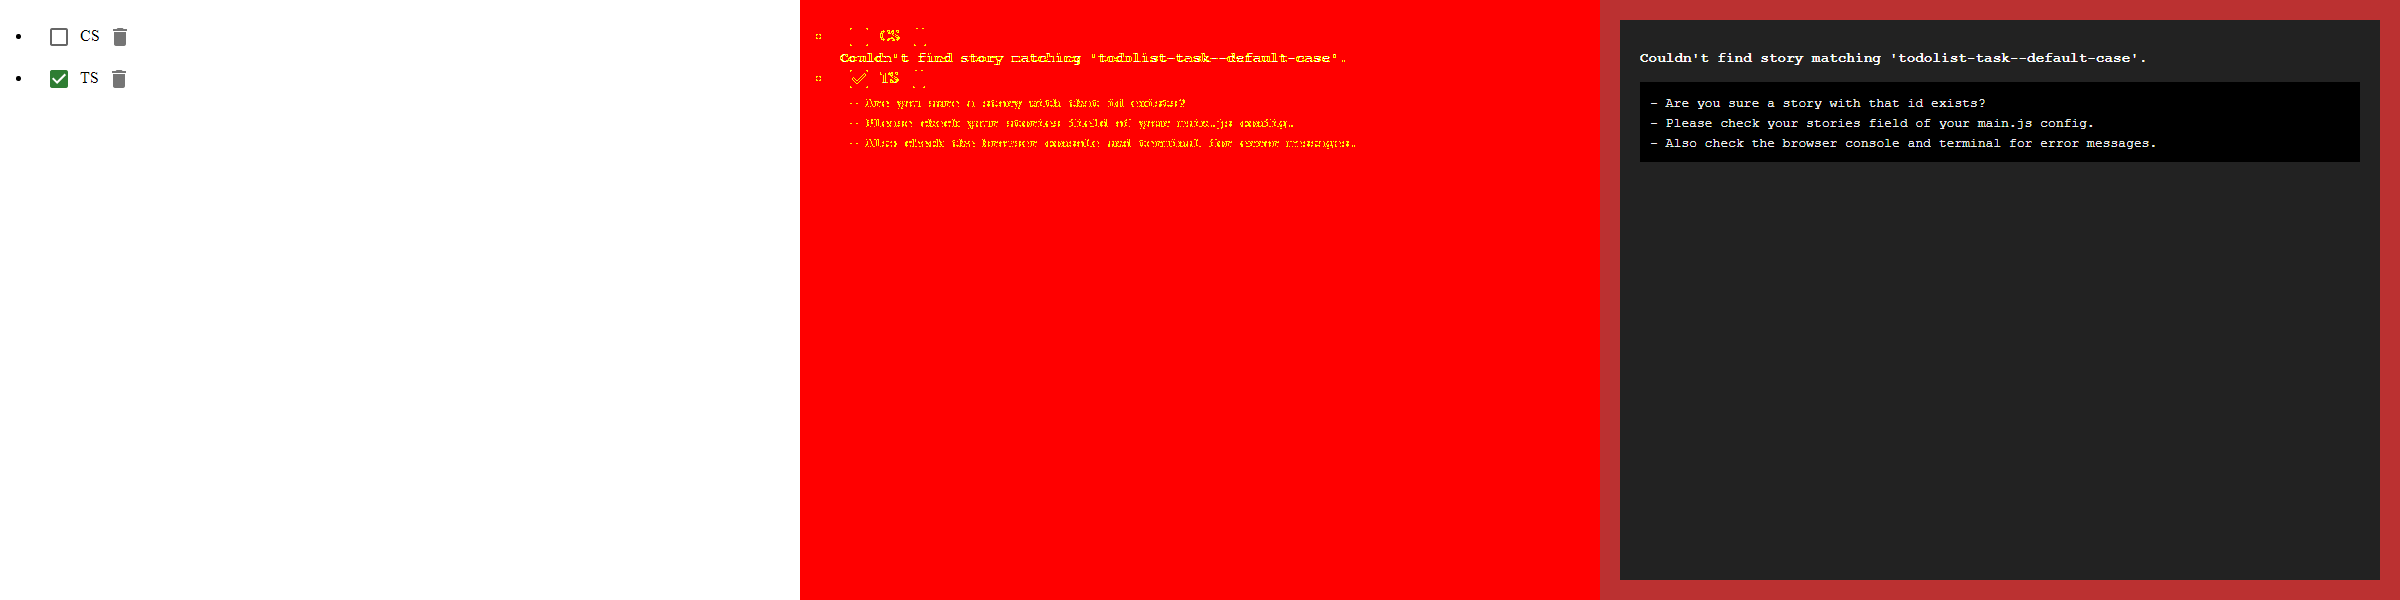 CS
TS
CS
Couldn't find story matching 'todolist-task--default-case'.
TS
- Are you sure a story with that id exists?
- Please check your stories field of your main.js config.
- Also check the browser console and terminal for error messages.
Couldn't find story matching 'todolist-task--default-case'.
- Are you sure a story with that id exists?
- Please check your stories field of your main.js config.
- Also check the browser console and terminal for error messages.